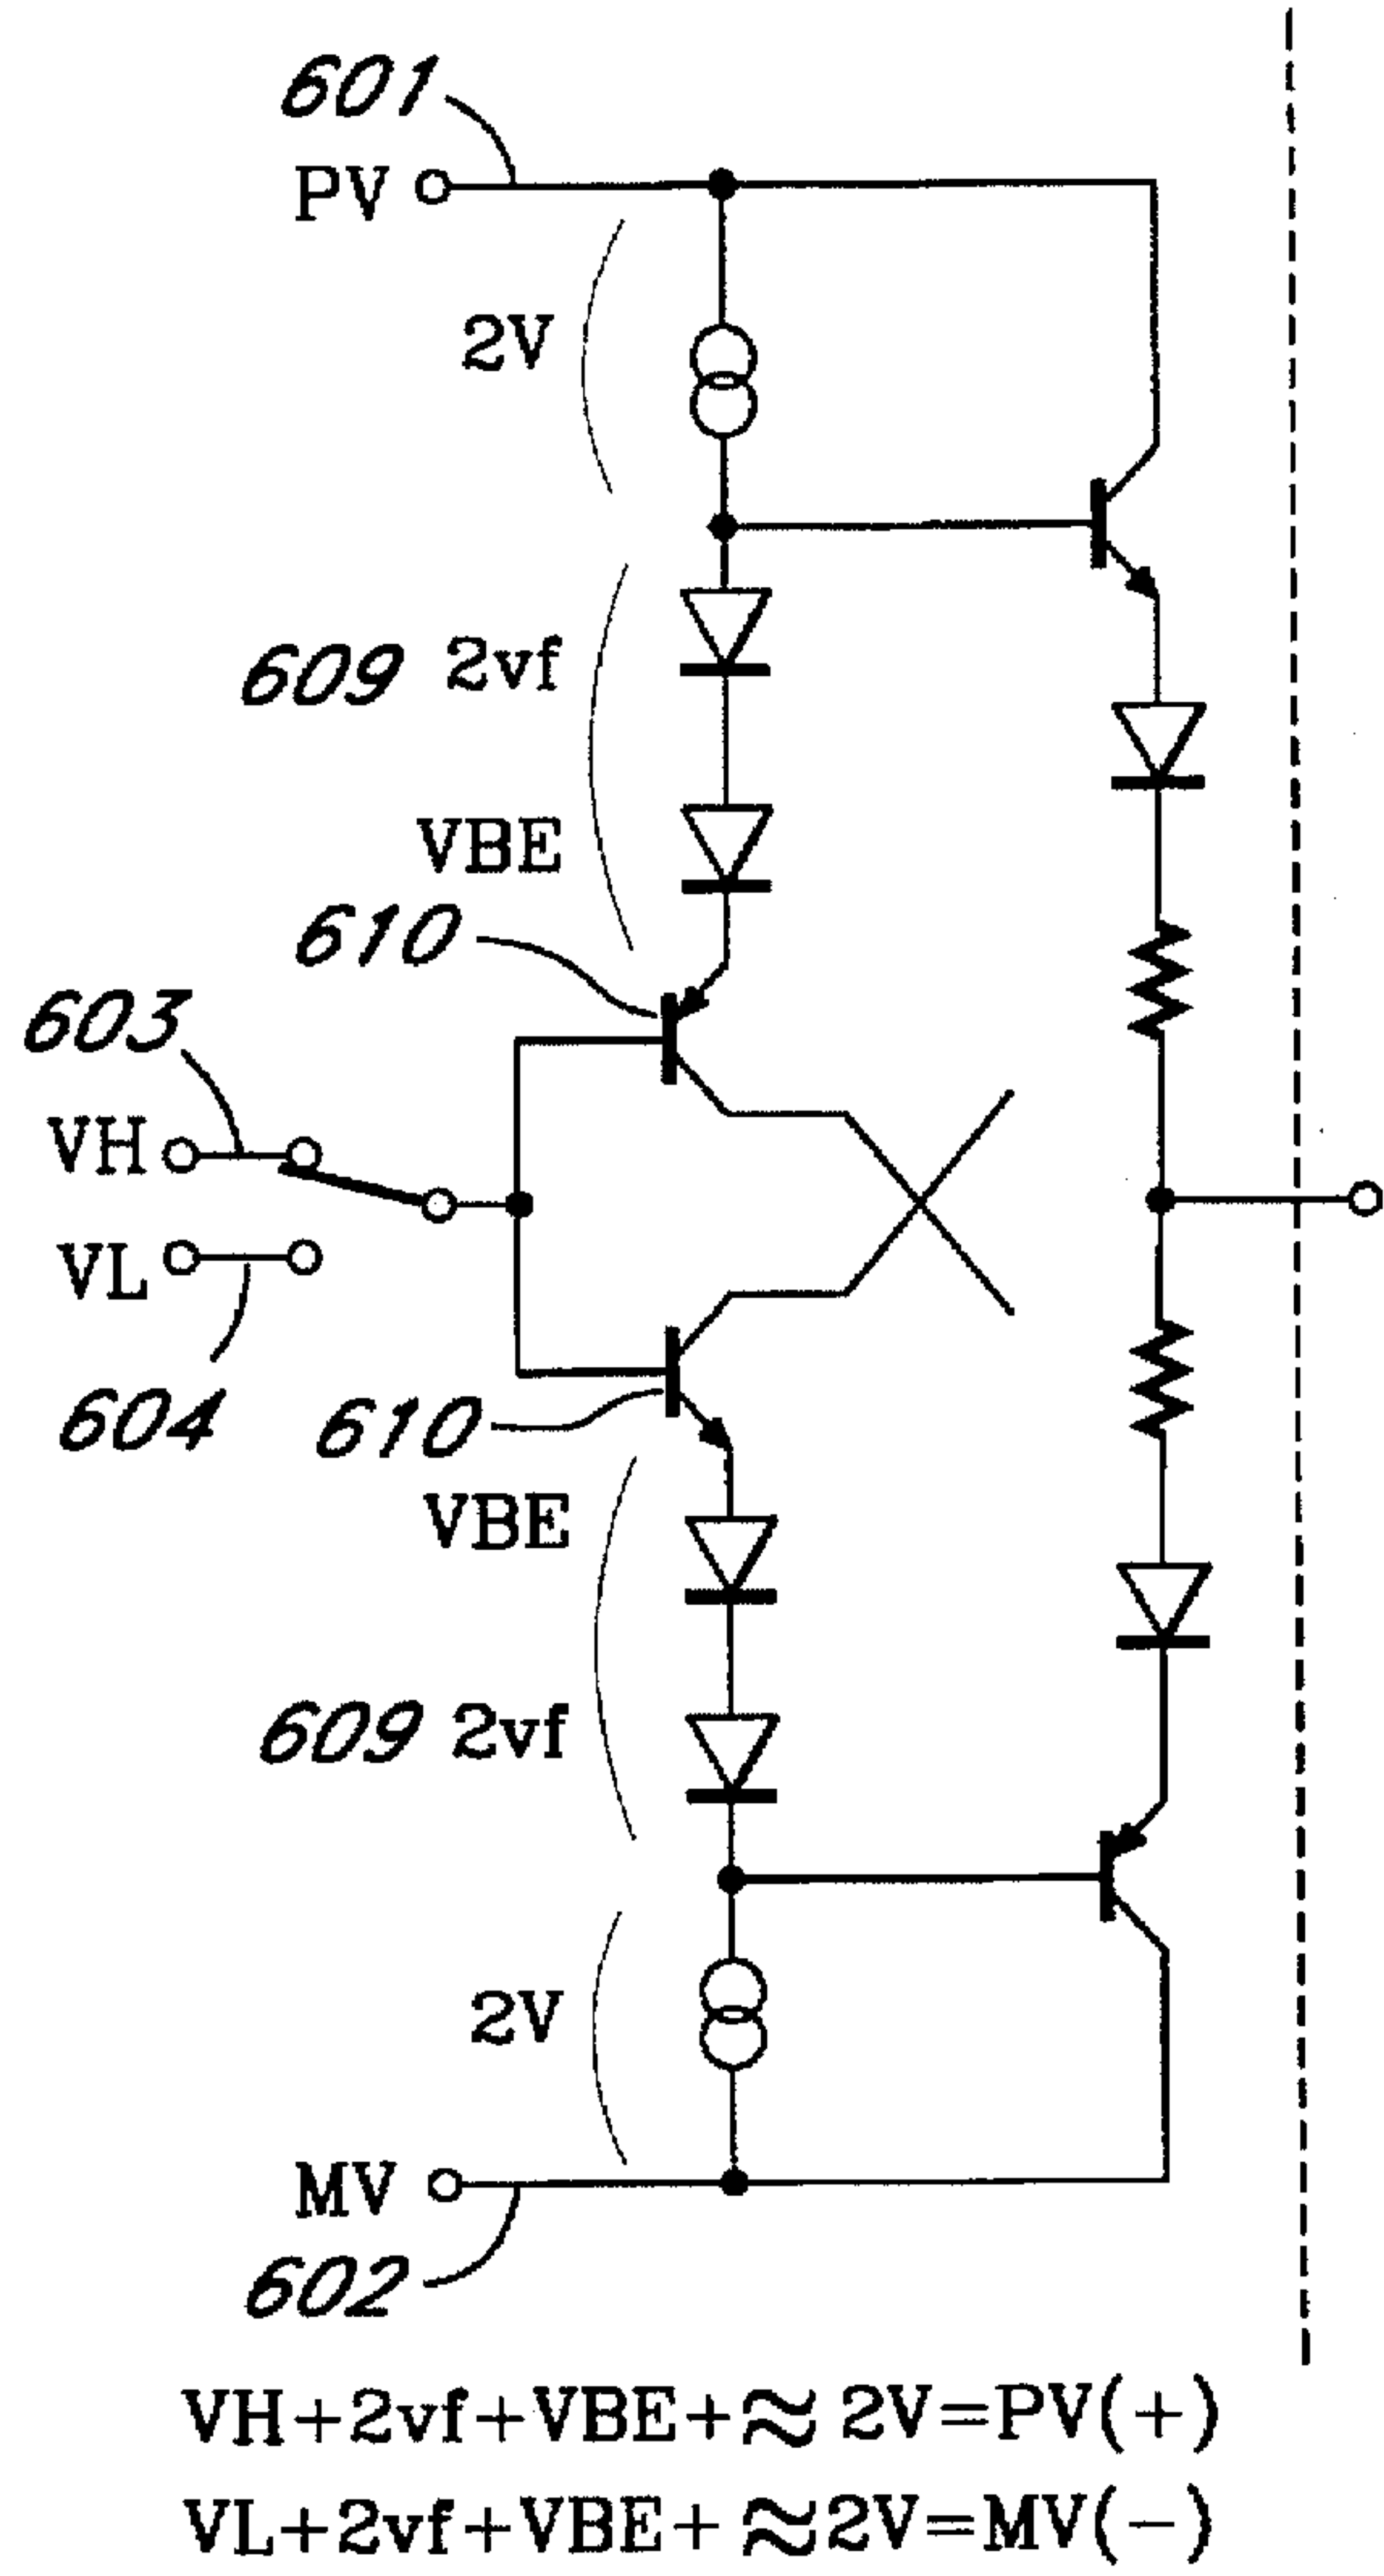 601
PV
2V
609 2vf
VBE
610
603
VH
VL
604
610
VBE
609 2vf
2V
MV
602
VH+2vf+VBE+≈ 2V=PV(+)
VL+2vf+VBE+≈2V=MV(−)